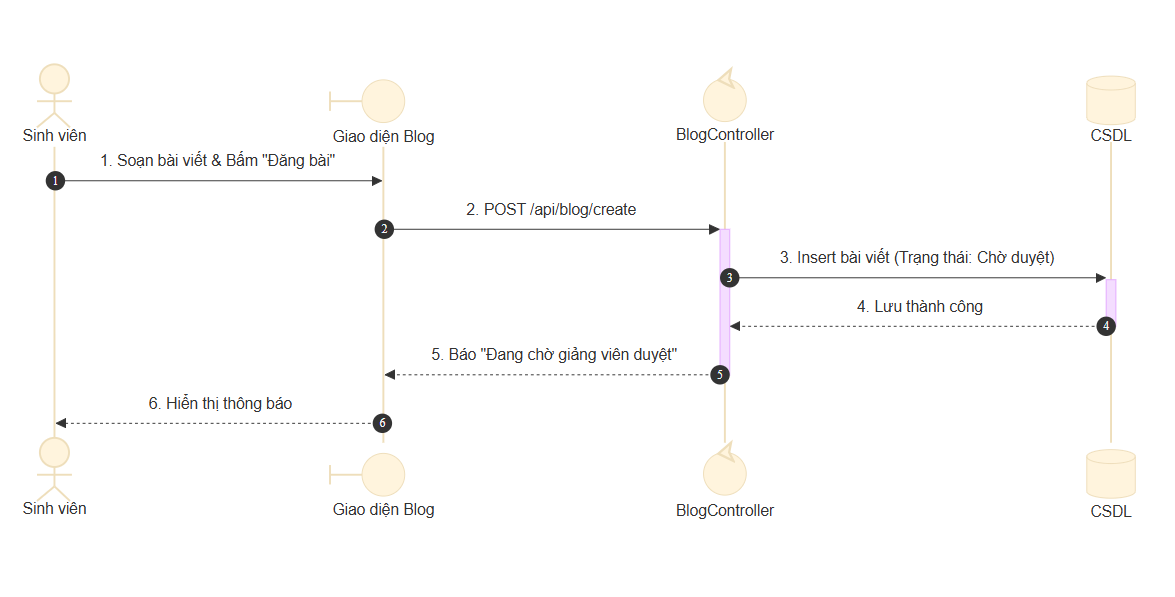 Sinh viên
Giao diện Blog
BlogController
CSDL
1. Soạn bài viết & Bấm "Đăng bài"
1
2. POST /api/blog/create
2
3. Insert bài viết (Trạng thái: Chờ duyệt)
3
4. Lưu thành công
4
5. Báo "Đang chờ giảng viên duyệt"
5
6. Hiển thị thông báo
6
Sinh viên
Giao diện Blog
BlogController
CSDL